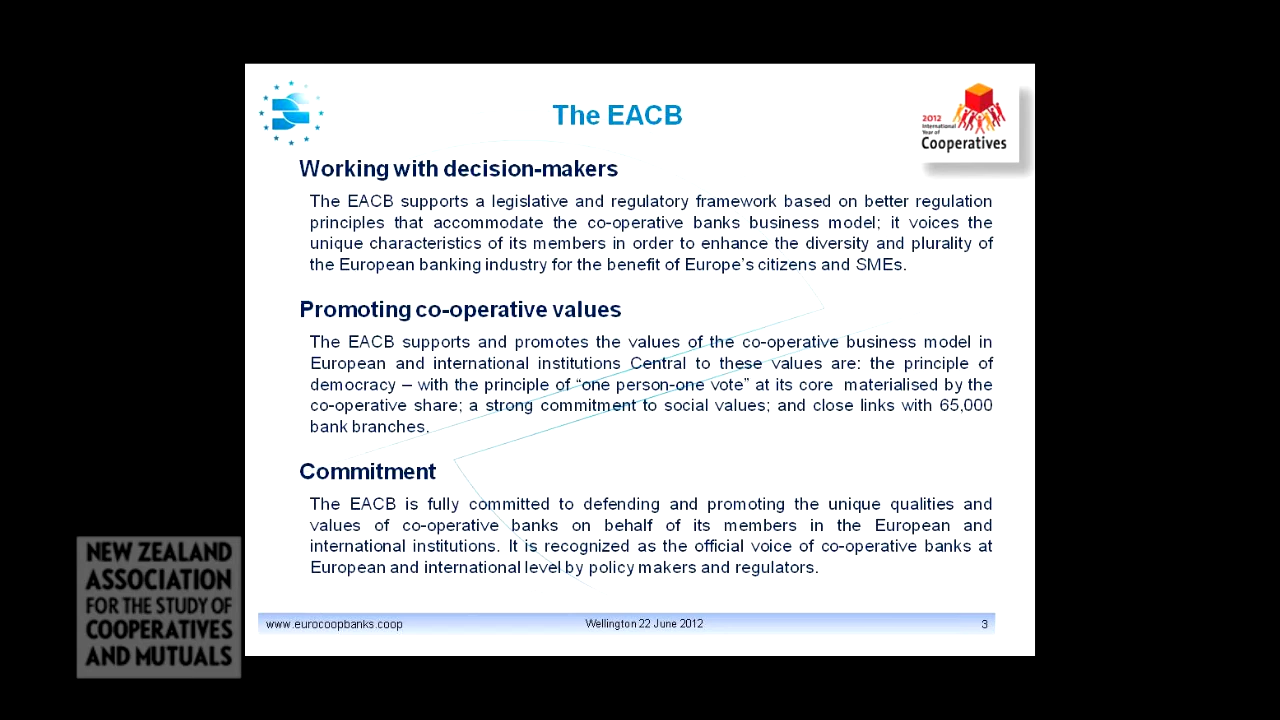 The EACB
2012
International
Year of
Cooperatives
Working with decision-makers
The EACB supports a legislative and regulatory framework based on better regulation
principles that accommodate the co-operative banks business model; it voices the
unique characteristics of its members in order to enhance the diversity and plurality of
the European banking industry for the benefit of Europe's citizens and SMEs.
Promoting co-operative values
The EACB supports and promotes the values of the co-operative business model in
European and international institutions Central to these values are: the principle of
democracy – with the principle of “one person-one vote” at its core materialised by the
co-operative share; a strong commitment to social values; and close links with 65,000
bank branches.
Commitment
The EACB is fully committed to defending and promoting the unique qualities and
values of co-operative banks on behalf of its members in the European and
international institutions. It is recognized as the official voice of co-operative banks at
European and international level by policy makers and regulators.
www.eurocoopbanks.coop
Wellington 22 June 2012
3
NEW ZEALAND
ASSOCIATION
FOR THE STUDY OF
COOPERATIVES
AND MUTUALS